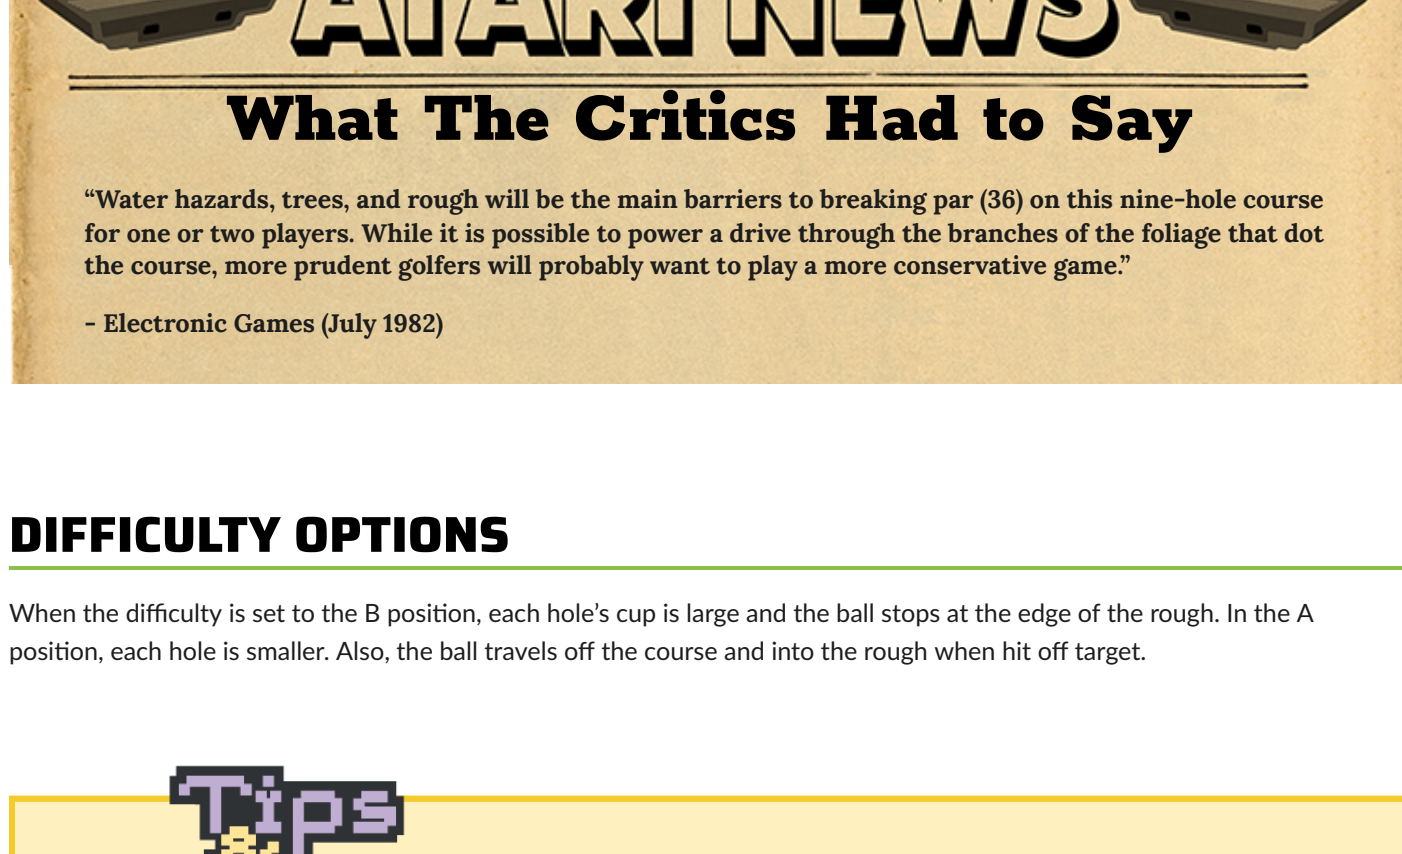 ATARI NEWS
What The Critics Had to Say
“Water hazards, trees, and rough will be the main barriers to breaking par (36) on this nine-hole course
for one or two players. While it is possible to power a drive through the branches of the foliage that dot
the course, more prudent golfers will probably want to play a more conservative game.”
- Electronic Games (July 1982)
DIFFICULTY OPTIONS
When the difficulty is set to the B position, each hole’s cup is large and the ball stops at the edge of the rough. In the A
position, each hole is smaller. Also, the ball travels off the course and into the rough when hit off target.
Tips